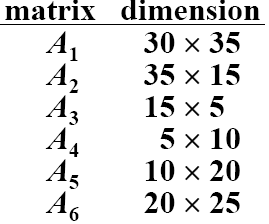 matrix dimension
A₁ 30 × 35
A₂ 35 × 15
A₃ 15 × 5
A₄ 5 × 10
A₅ 10 × 20
A₆ 20 × 25